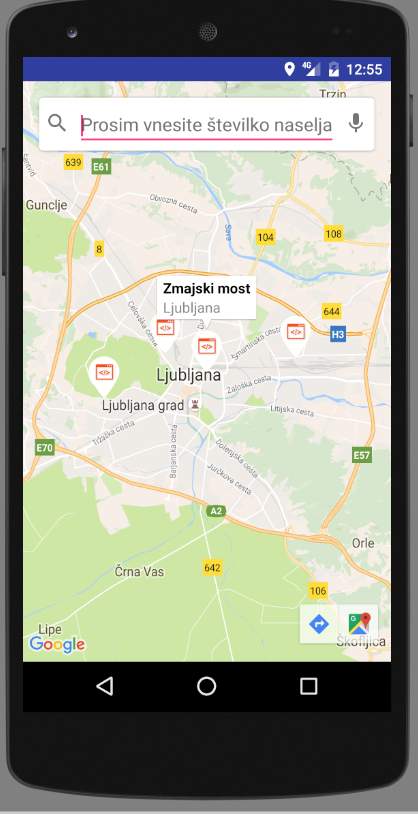 4G 12:55
Trzin
Prosim vnesite številko naselja
639
E61
Obvozna cesta
Gunclje
Sava
104
108
8
Zmajski most
Ljubljana
Celovška cesta
644
H3
Šmartinska cesta
Ljubljana
Zaloška cesta
Ljubljana grad
Litijska cesta
Tržaška cesta
E70
Barjanska cesta
Dolenjska cesta
E57
Jurčkova cesta
A2
Orle
Črna Vas
642
106
Lipe
Google
Škofljica